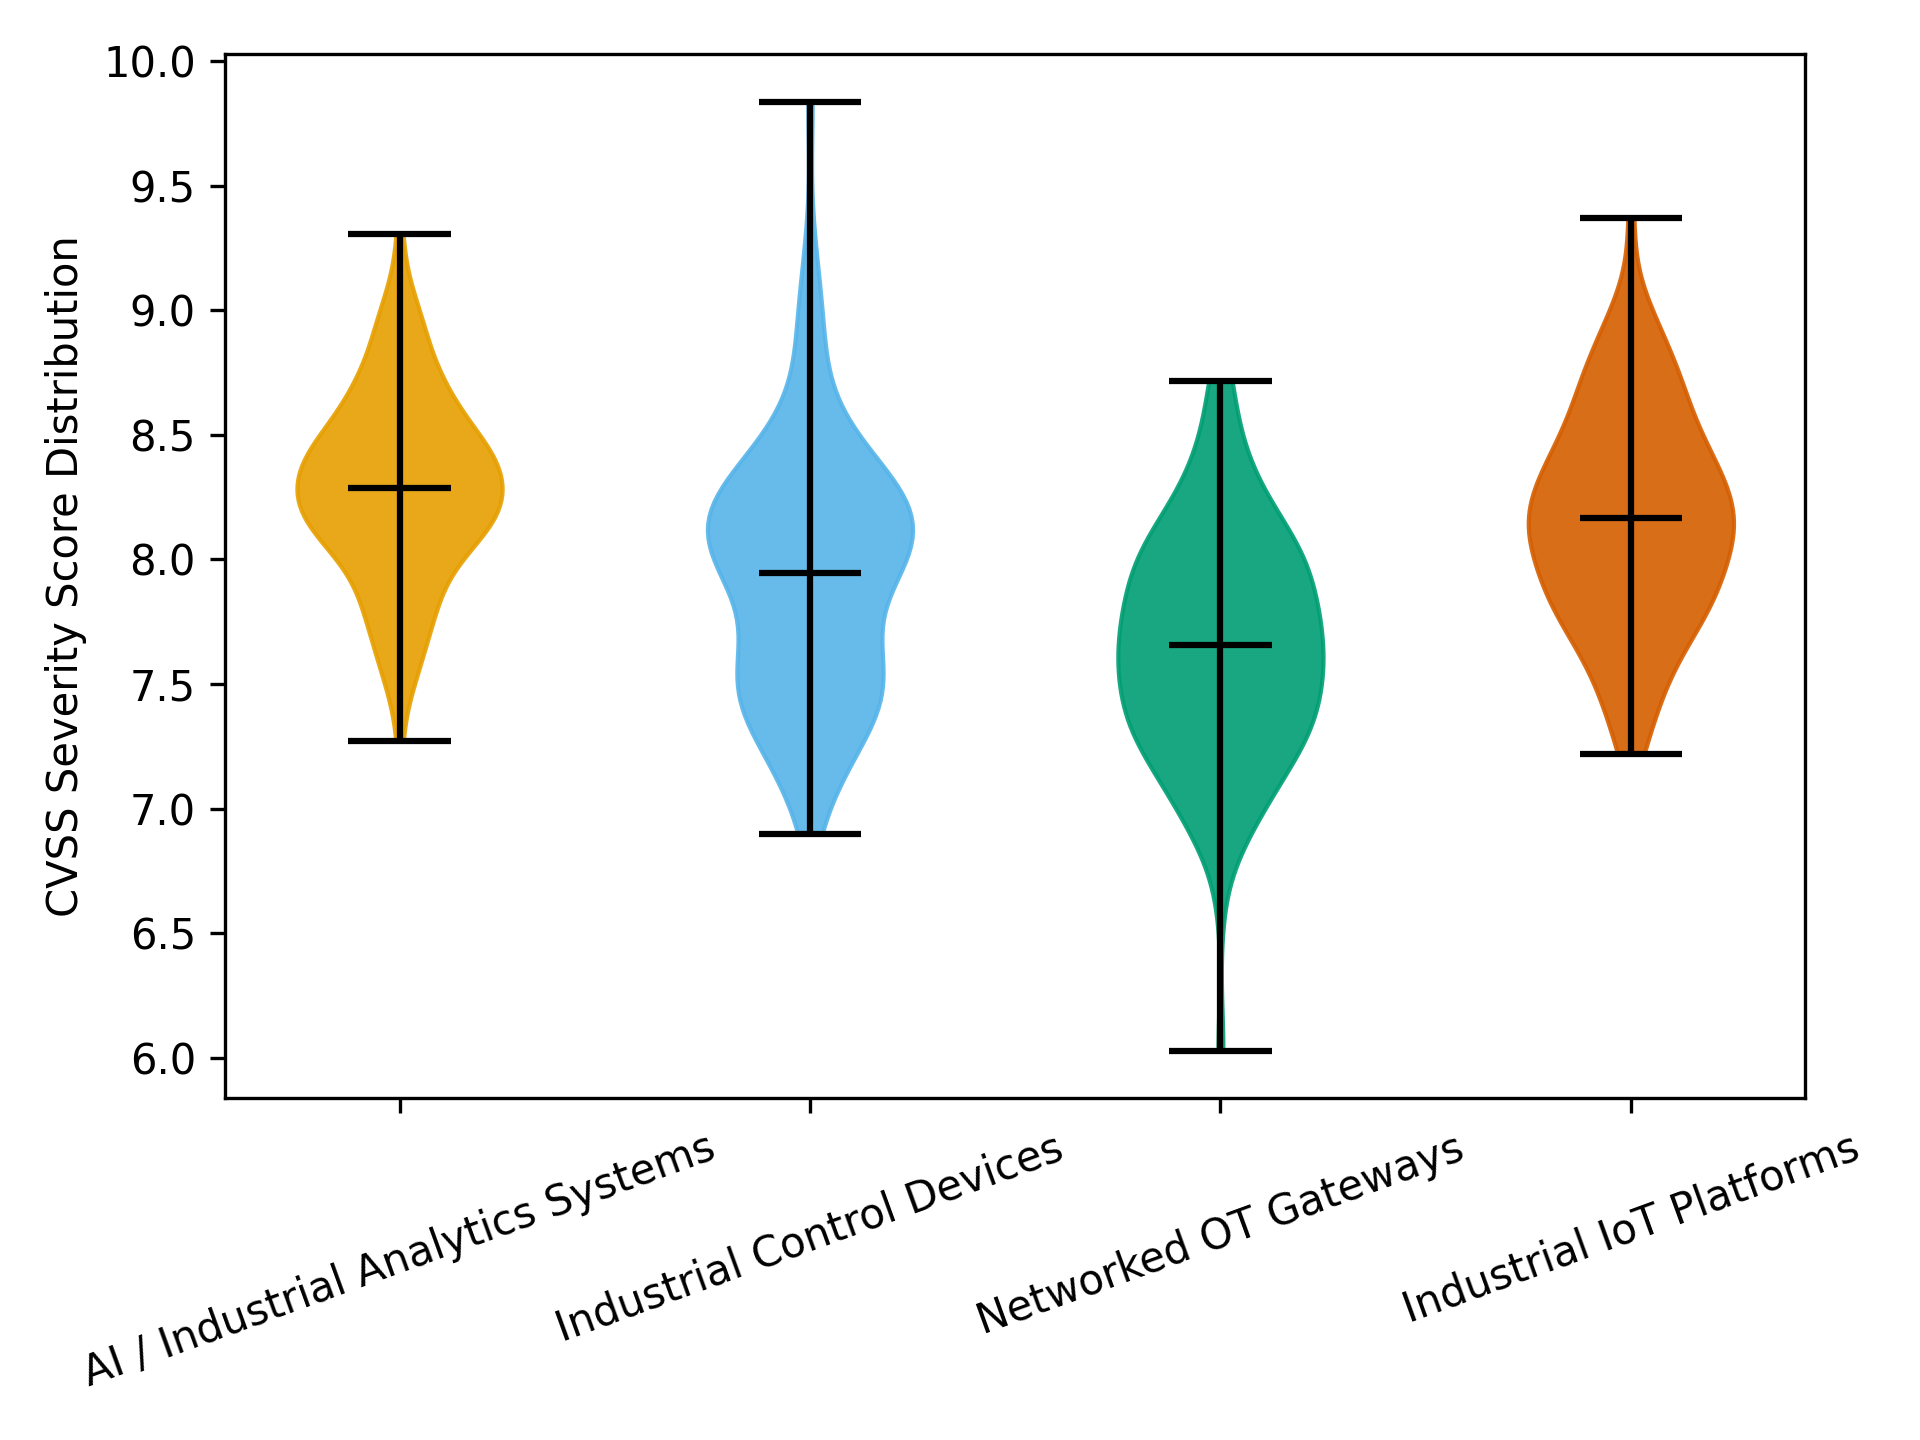 CVSS Severity Score Distribution
10.0
9.5
9.0
8.5
8.0
7.5
7.0
6.5
6.0
AI / Industrial Analytics Systems
Industrial Control Devices
Networked OT Gateways
Industrial IoT Platforms